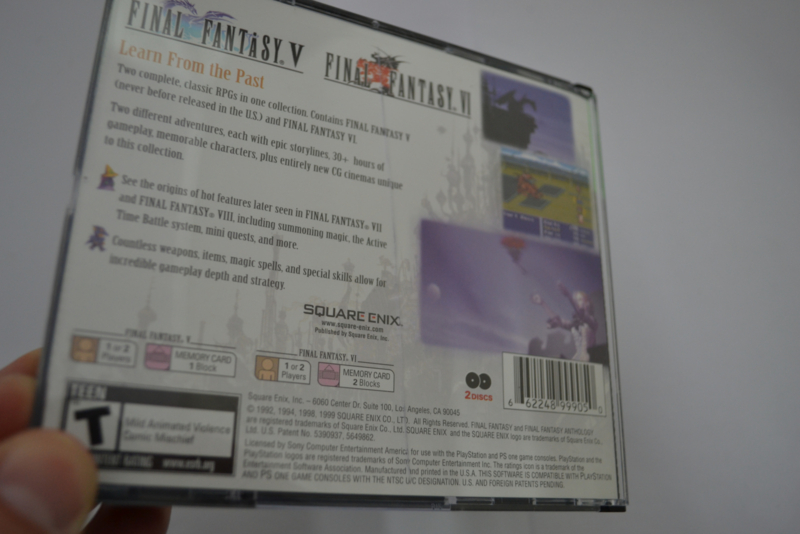 FINAL FANTASY® V
FINAL FANTASY. VI
Learn From the Past
Two complete, classic RPGs in one collection. Contains FINAL FANTASY V
(never before released in the U.S.) and FINAL FANTASY VI.
Two different adventures, each with epic storylines, 30+ hours of
gameplay, memorable characters, plus entirely new CG cinemas unique
to this collection.
See the origins of hot features later seen in FINAL FANTASY® VII
and FINAL FANTASY® VIII, including summoning magic, the Active
Time Battle system, mini quests, and more.
Countless weapons, items, magic spells, and special skills allow for
incredible gameplay depth and strategy.
SQUARE ENIX.
www.square-enix.com
Published by Square Enix, Inc.
FINAL FANTASY. V
1 or 2
Players
MEMORY CARD
1 Block
FINAL FANTASY. VI
1 or 2
Players
MEMORY CARD
2 Blocks
2 DISCS
6 62248 99905 0
TEEN
T
Mild Animated Violence
Comic Mischief
CONTENT RATING www.esrb.org
Square Enix, Inc. – 6060 Center Dr. Suite 100, Los Angeles, CA 90045
© 1992, 1994, 1998, 1999 SQUARE ENIX CO., LTD. All Rights Reserved. FINAL FANTASY and FINAL FANTASY ANTHOLOGY
are registered trademarks of Square Enix Co., Ltd. SQUARE ENIX and the SQUARE ENIX logo are trademarks of Square Enix Co.,
Ltd. U.S. Patent No. 5390937, 5649862.
Licensed by Sony Computer Entertainment America for use with the PlayStation and PS one game consoles. PlayStation and the
PlayStation logos are registered trademarks of Sony Computer Entertainment Inc. The ratings icon is a trademark of the
Entertainment Software Association. Manufactured and printed in the U.S.A. THIS SOFTWARE IS COMPATIBLE WITH PLAYSTATION
AND PS ONE GAME CONSOLES WITH THE NTSC U/C DESIGNATION. U.S. AND FOREIGN PATENTS PENDING.